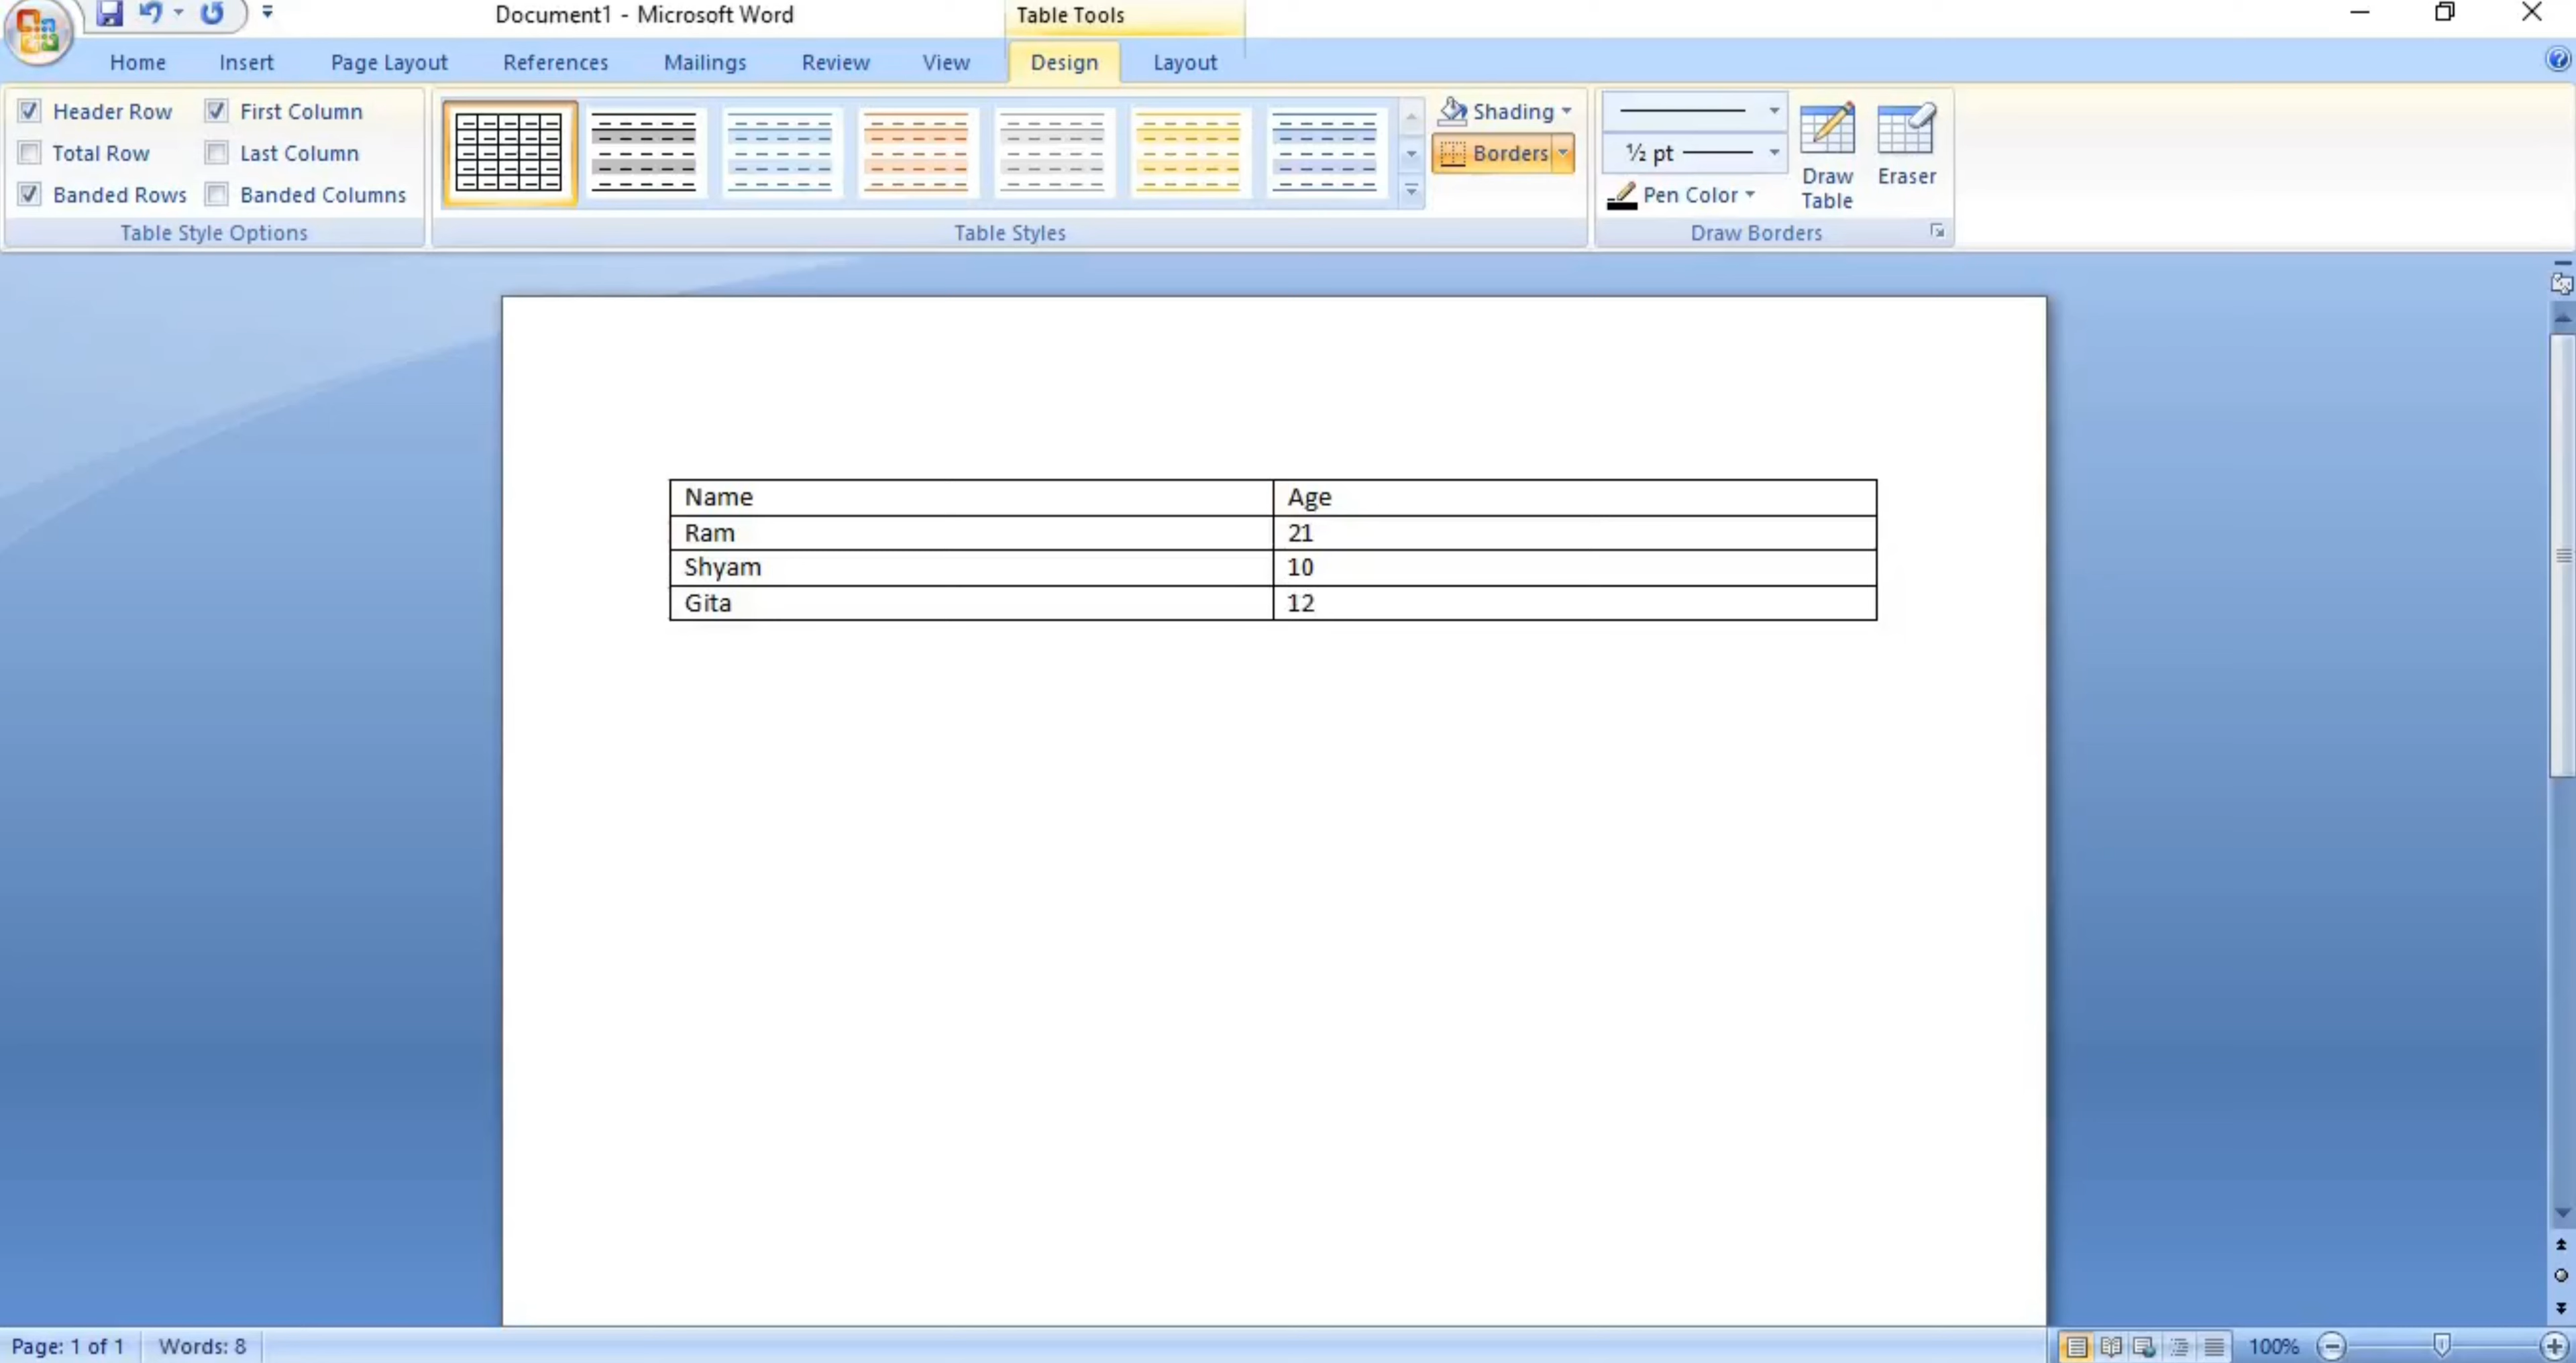 Document1 - Microsoft Word
Table Tools
Home Insert Page Layout References Mailings Review View Design Layout
Header Row First Column
Total Row Last Column
Banded Rows Banded Columns
Table Style Options
Table Styles
Shading
Borders
½ pt
Pen Color
Draw Table
Eraser
Draw Borders
Name Age
Ram 21
Shyam 10
Gita 12
Page: 1 of 1 Words: 8 100%